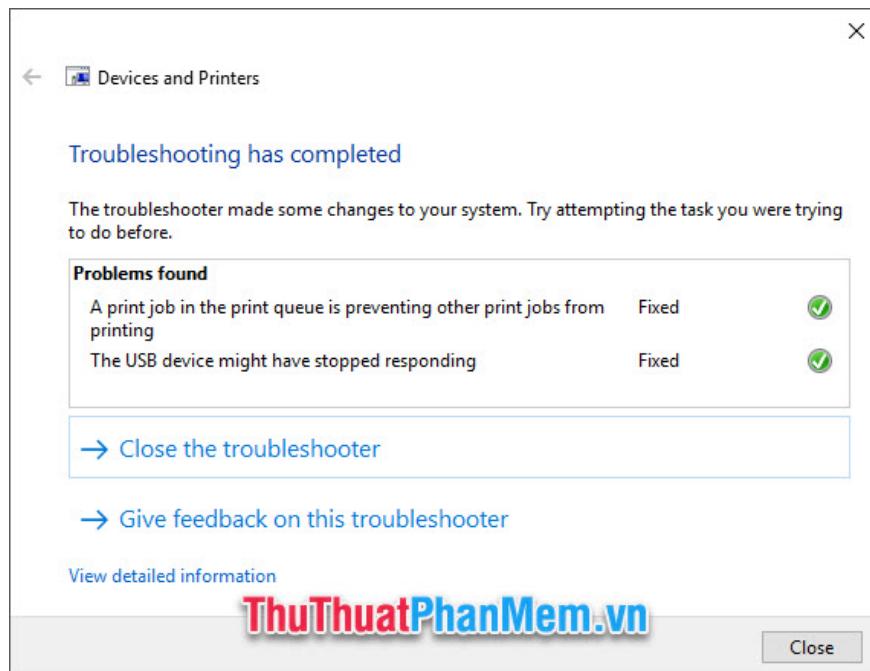 Devices and Printers
Troubleshooting has completed
The troubleshooter made some changes to your system. Try attempting the task you were trying
to do before.
Problems found
A print job in the print queue is preventing other print jobs from Fixed
printing
The USB device might have stopped responding Fixed
Close the troubleshooter
Give feedback on this troubleshooter
View detailed information
ThuThuatPhanMem.vn
Close